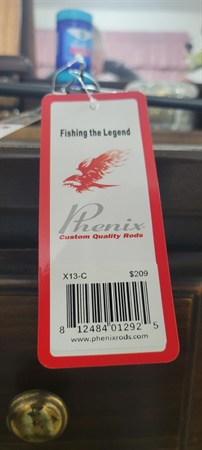 Fishing the Legend
Phenix
Custom Quality Rods
X13-C $209
8 12484 01292 5
www.phenixrods.com